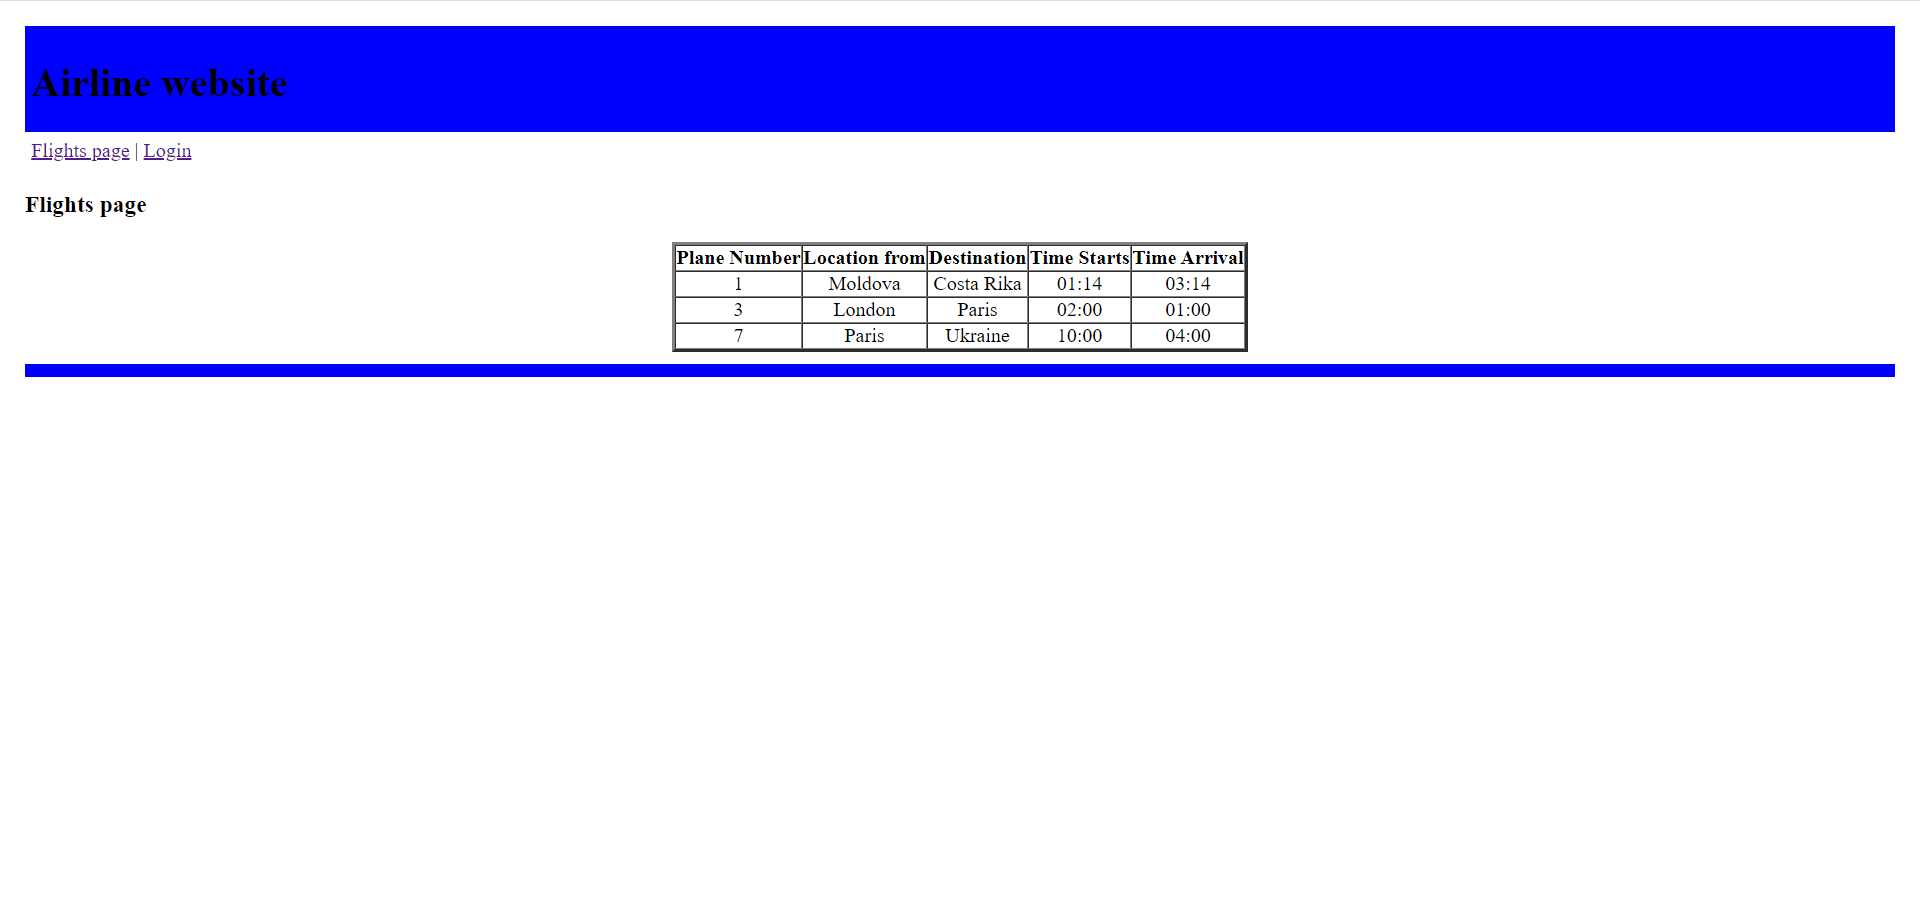 Airline website
Flights page | Login
Flights page
Plane Number Location from Destination Time Starts Time Arrival
1 Moldova Costa Rika 01:14 03:14
3 London Paris 02:00 01:00
7 Paris Ukraine 10:00 04:00